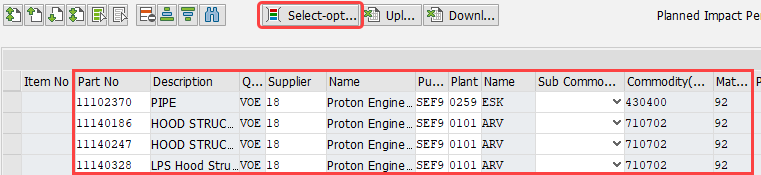 Select-opt... Upl... Downl... Planned Impact Pe
Item No Part No Description Q... Supplier Name Pu... Plant Name Sub Commo... Commodity(... Mat... P
11102370 PIPE VOE 18 Proton Engine... SEF9 0259 ESK 430400 92
11140186 HOOD STRUC... VOE 18 Proton Engine... SEF9 0101 ARV 710702 92
11140247 HOOD STRUC... VOE 18 Proton Engine... SEF9 0101 ARV 710702 92
11140328 LPS Hood Stru... VOE 18 Proton Engine... SEF9 0101 ARV 710702 92